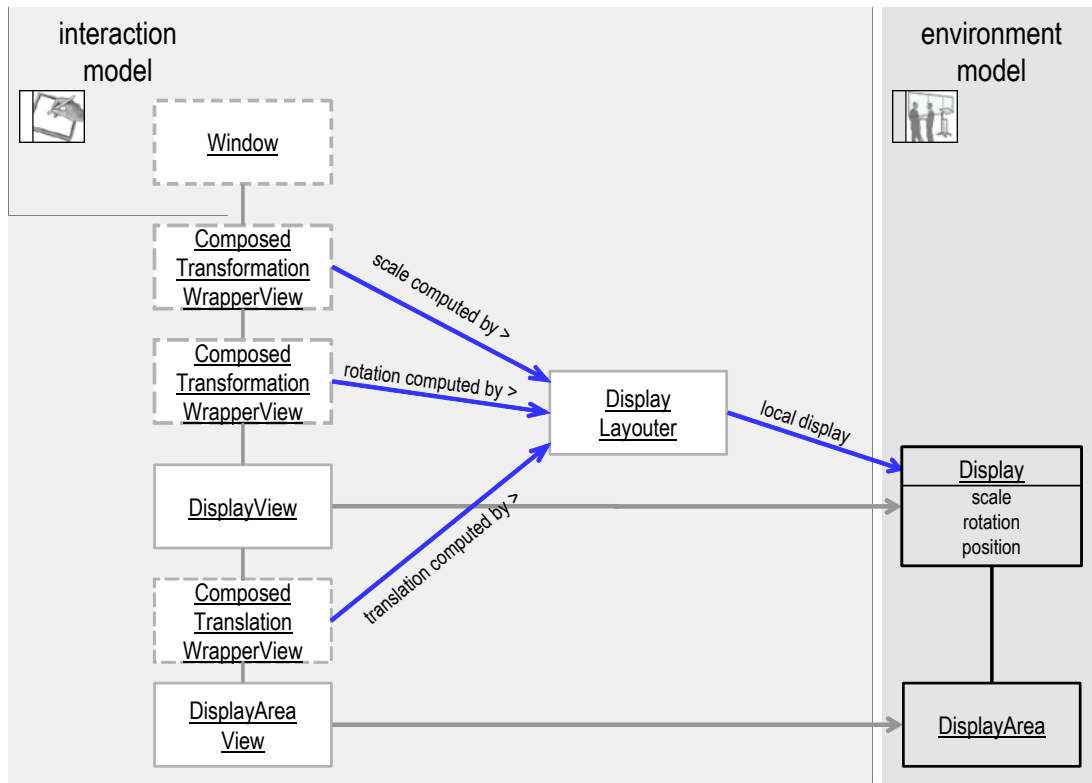 interaction
model
environment
model
Window
Composed
Transformation
WrapperView
scale computed by >
Composed
Transformation
WrapperView
rotation computed by >
Display
Layouter
local display
Display
scale
rotation
position
DisplayView
translation computed by >
Composed
Translation
WrapperView
DisplayArea
View
DisplayArea